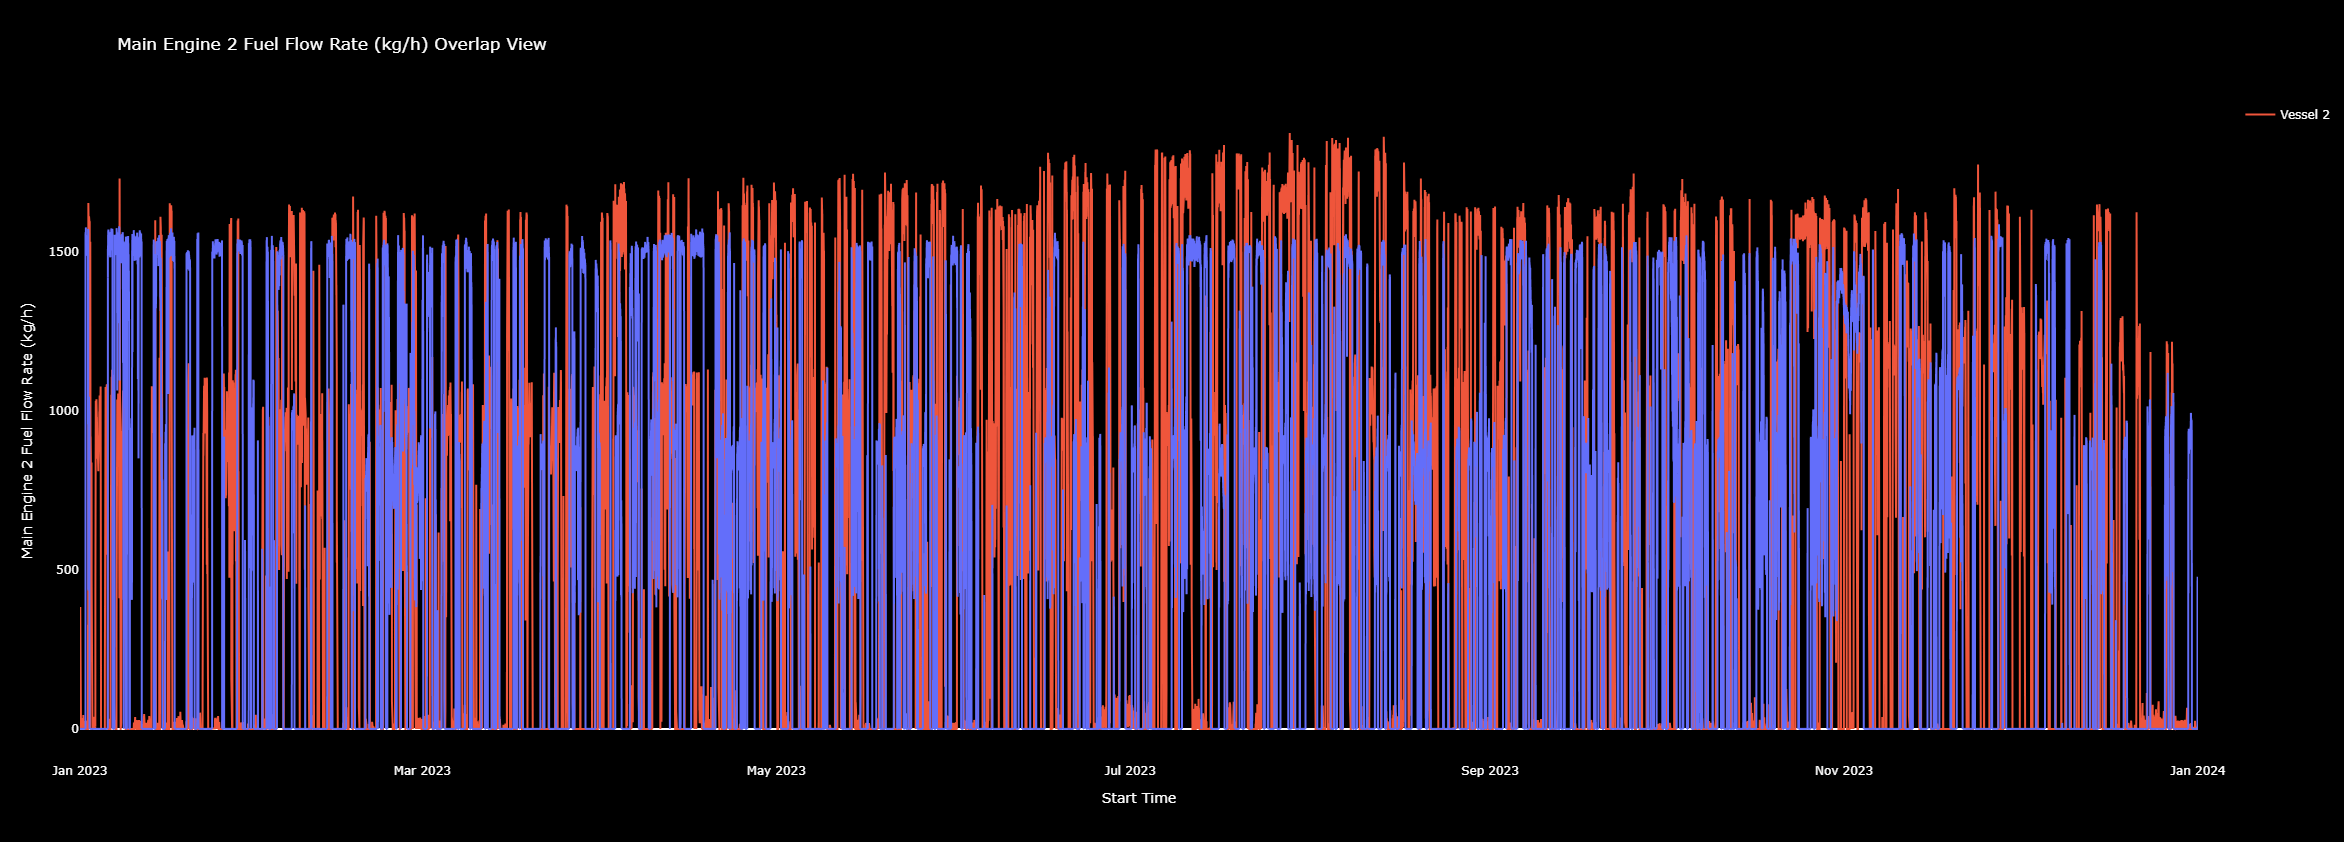 Main Engine 2 Fuel Flow Rate (kg/h) Overlap View
Vessel 2
Main Engine 2 Fuel Flow Rate (kg/h)
1500
1000
500
0
Jan 2023
Mar 2023
May 2023
Jul 2023
Sep 2023
Nov 2023
Jan 2024
Start Time